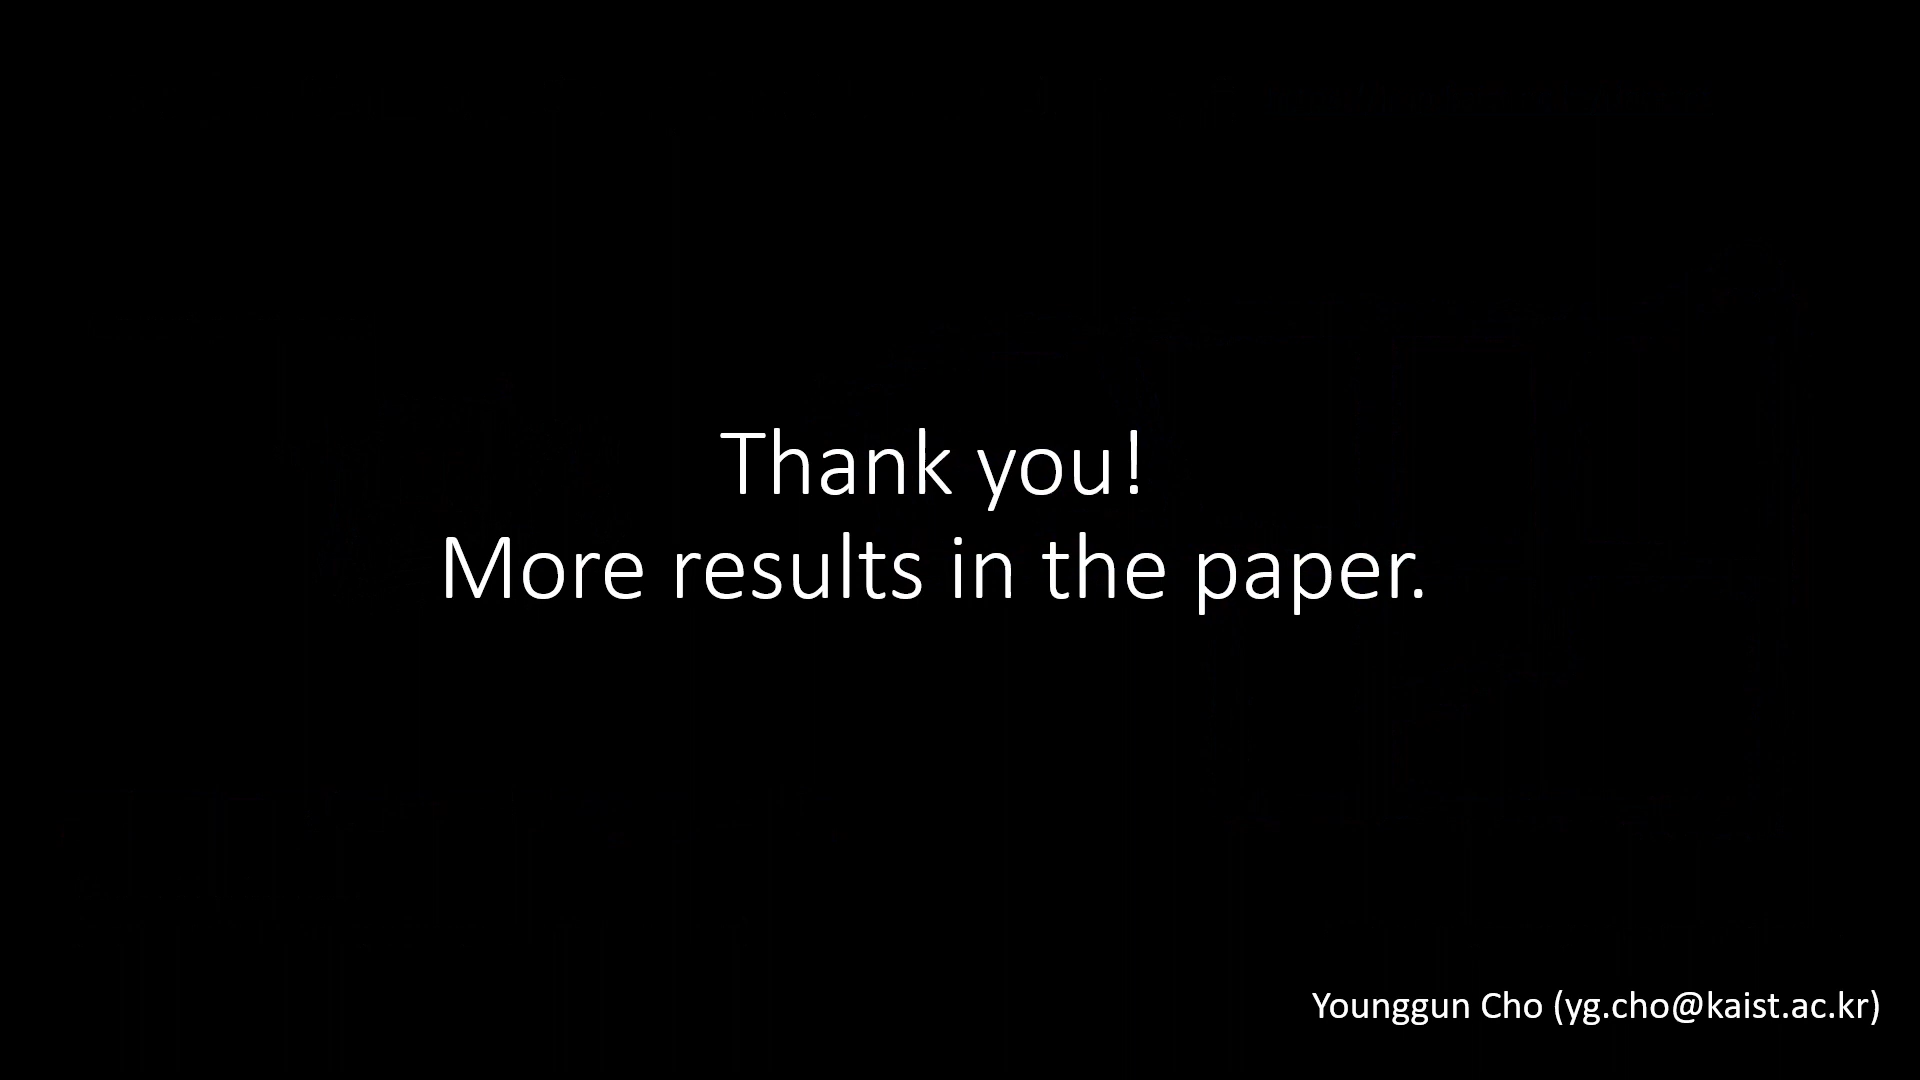 Thank you!
More results in the paper.
Younggun Cho (yg.cho@kaist.ac.kr)